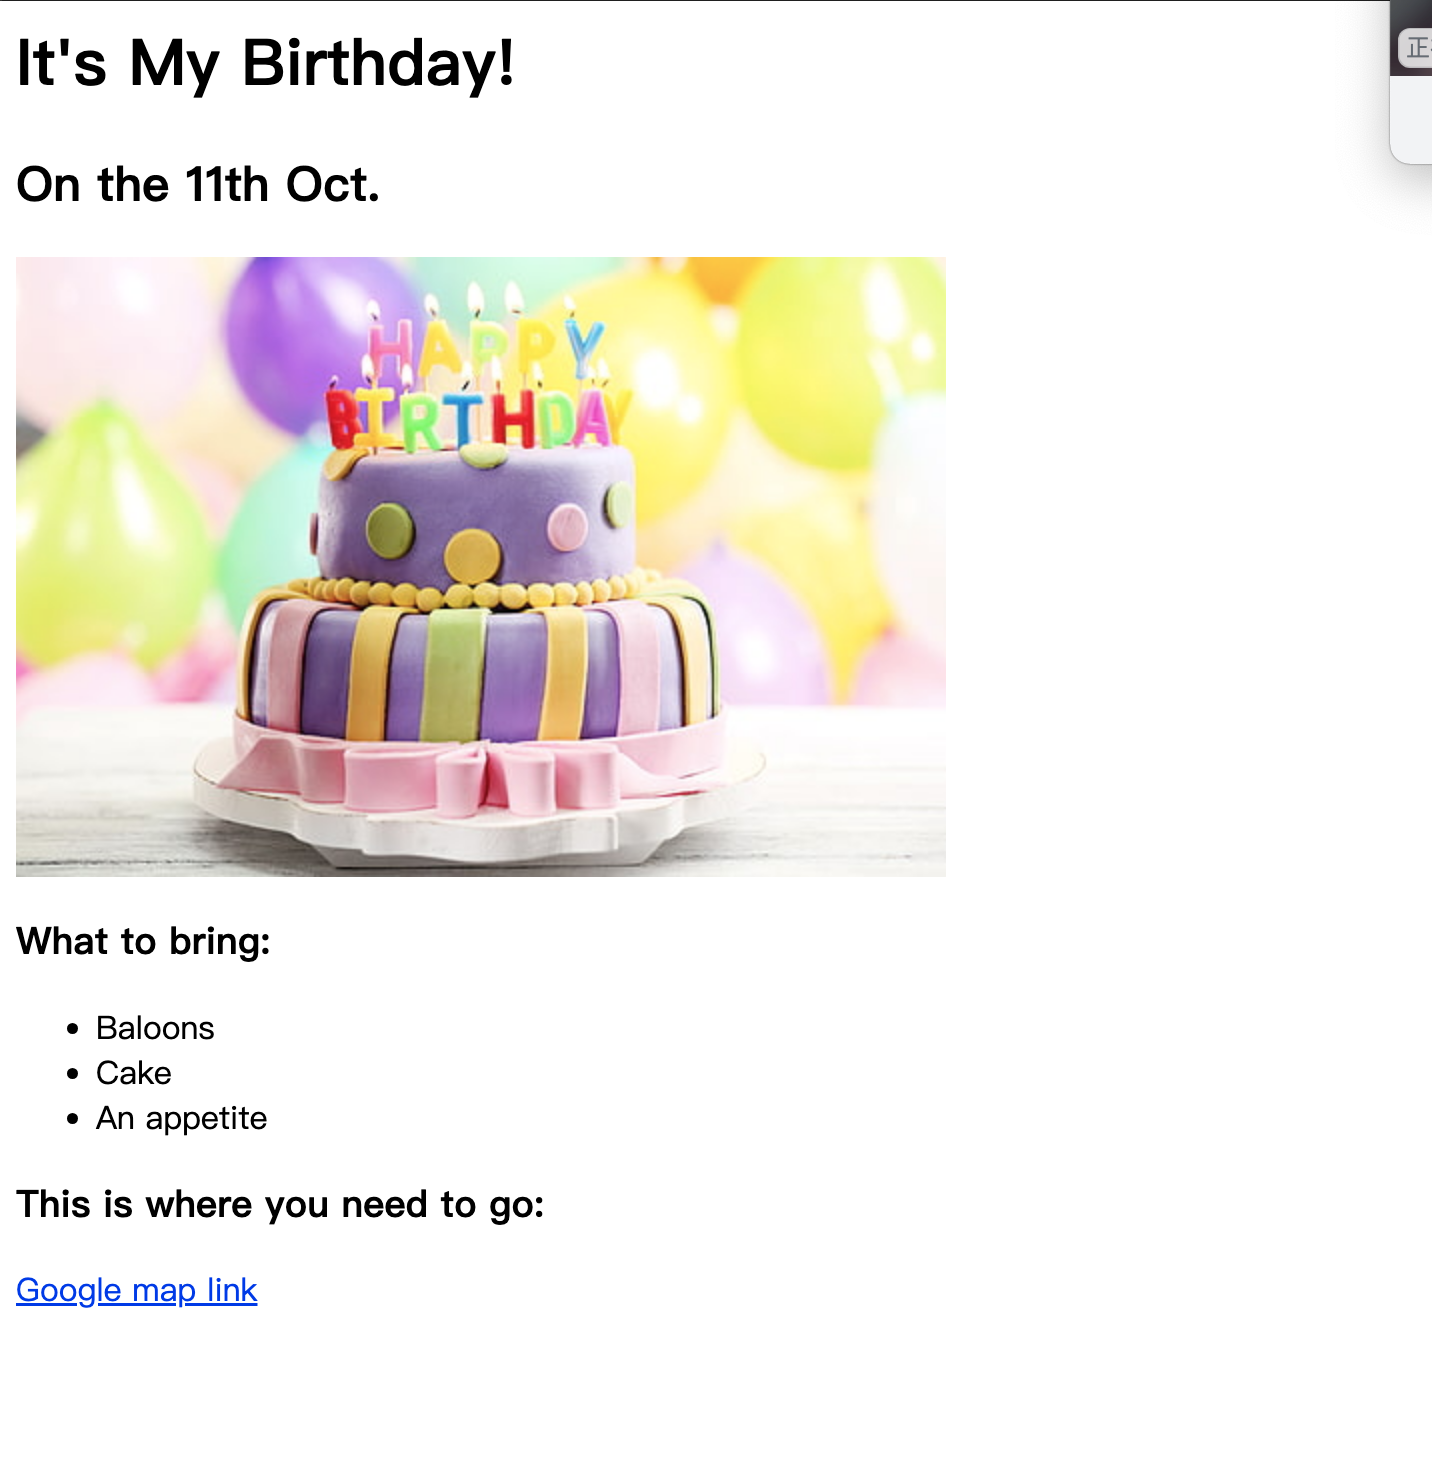 It's My Birthday!
正
On the 11th Oct.
HAPPY
BIRTHDAY
What to bring:
Baloons
Cake
An appetite
This is where you need to go:
Google map link